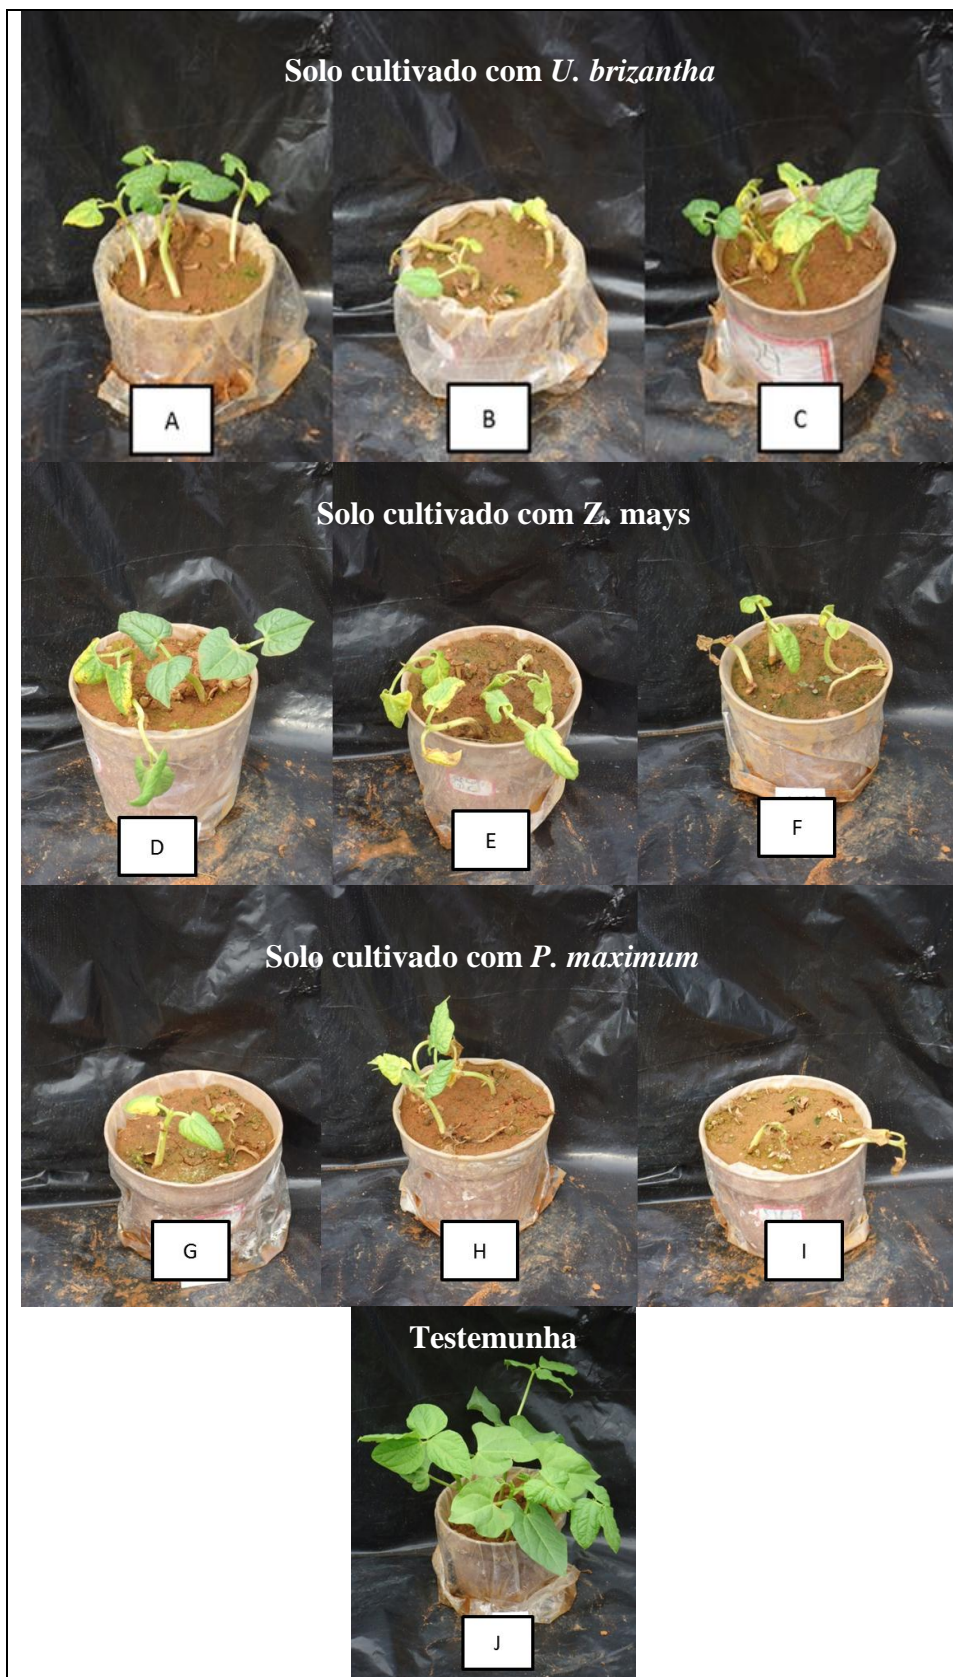 Solo cultivado com U. brizantha
A
B
C
Solo cultivado com Z. mays
D
E
F
Solo cultivado com P. maximum
G
H
I
Testemunha
J